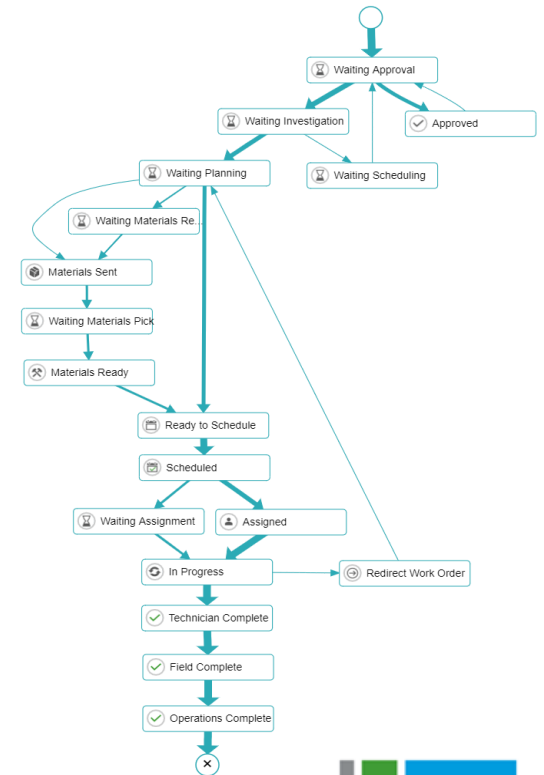 Waiting Approval
Waiting Investigation
Approved
Waiting Planning
Waiting Scheduling
Waiting Materials Re...
Materials Sent
Waiting Materials Pick
Materials Ready
Ready to Schedule
Scheduled
Waiting Assignment
Assigned
In Progress
Redirect Work Order
Technician Complete
Field Complete
Operations Complete